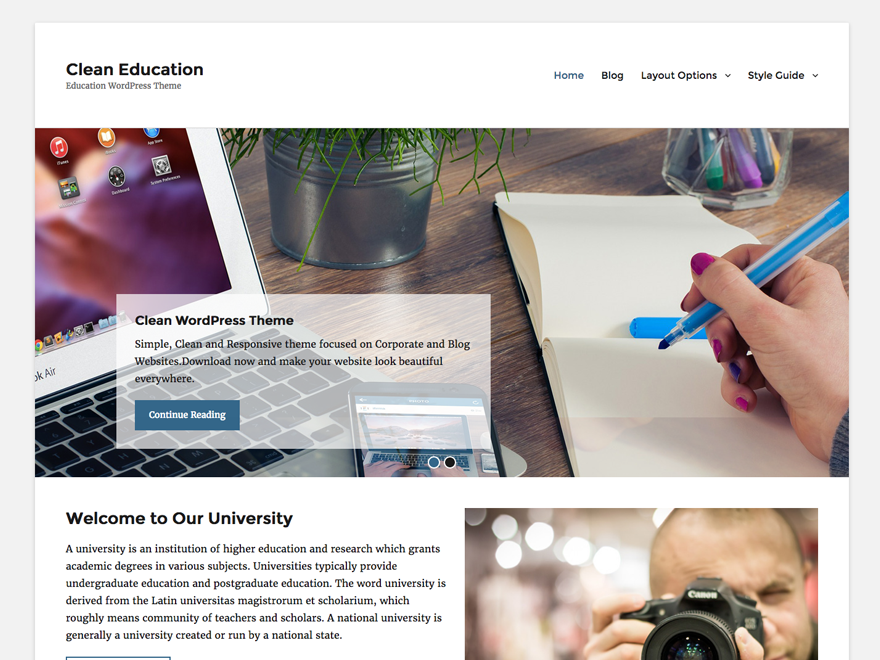 Clean Education
Education WordPress Theme
Home Blog Layout Options Style Guide
iTunes
App Store
Dashboard
System Preferences
Clean WordPress Theme
Simple, Clean and Responsive theme focused on Corporate and Blog
Websites.Download now and make your website look beautiful
everywhere.
Continue Reading
Air
Welcome to Our University
A university is an institution of higher education and research which grants
academic degrees in various subjects. Universities typically provide
undergraduate education and postgraduate education. The word university is
derived from the Latin universitas magistrorum et scholarium, which
roughly means community of teachers and scholars. A national university is
generally a university created or run by a national state.
Canon